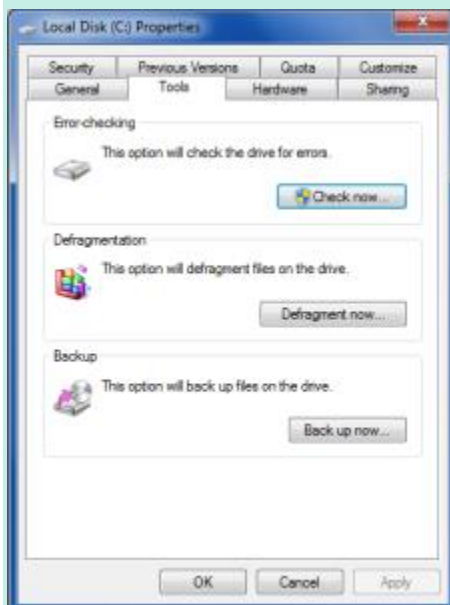 Local Disk (C:) Properties
Security Previous Versions Quota Customize
General Tools Hardware Sharing
Error-checking
This option will check the drive for errors.
Check now...
Defragmentation
This option will defragment files on the drive.
Defragment now...
Backup
This option will back up files on the drive.
Back up now...
OK Cancel Apply